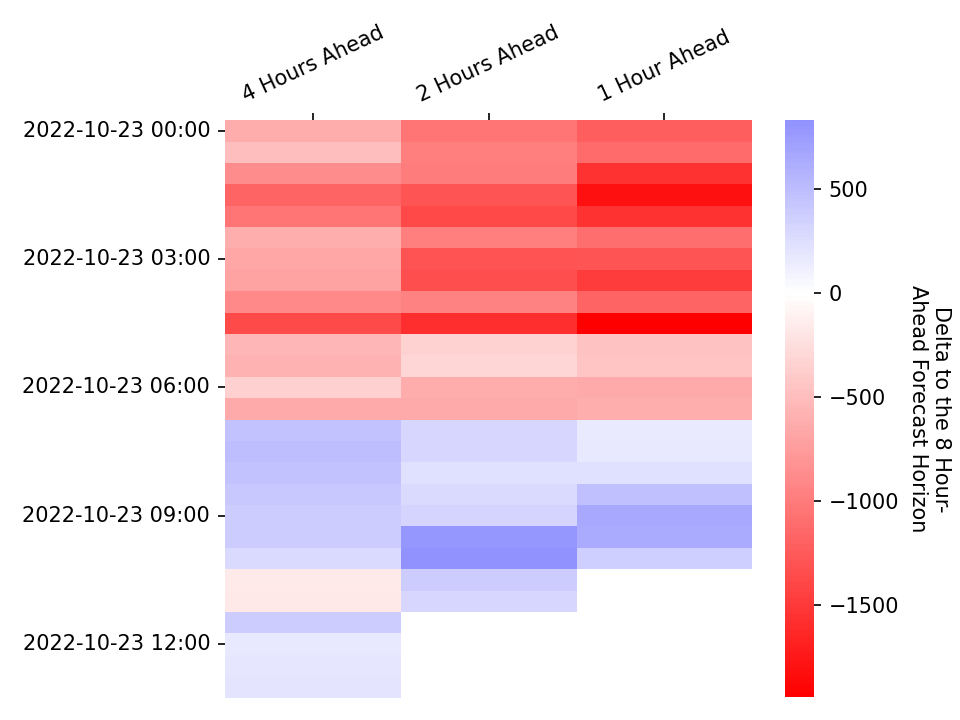 4 Hours Ahead
2 Hours Ahead
1 Hour Ahead
2022-10-23 00:00
2022-10-23 03:00
2022-10-23 06:00
2022-10-23 09:00
2022-10-23 12:00
500
0
−500
−1000
−1500
Delta to the 8 Hour-
Ahead Forecast Horizon